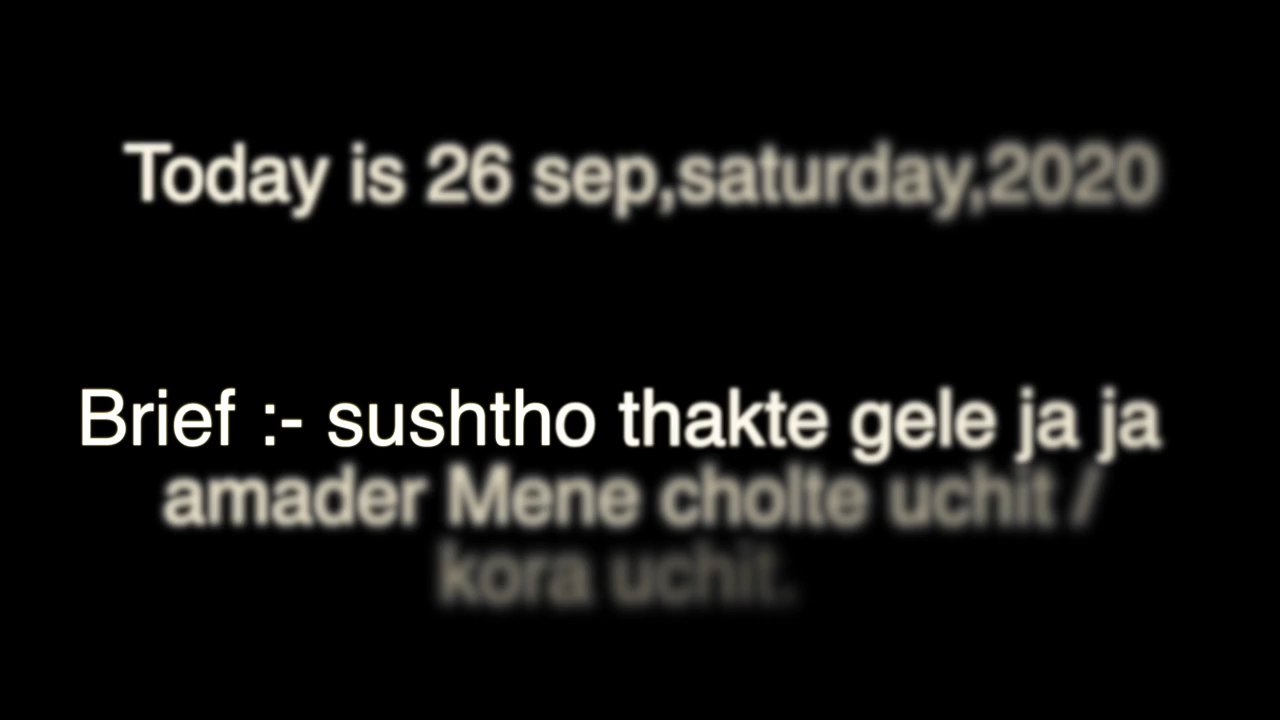 Today is 26 sep,saturday,2020
Brief :- sushtho thakte gele ja ja
amader Mene cholte uchit /
kora uchit.